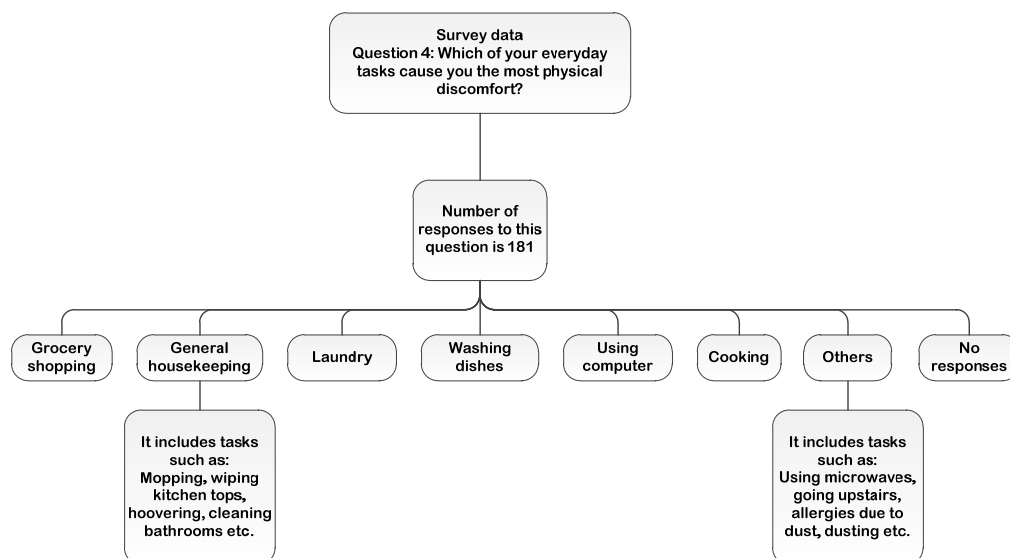 Survey data
Question 4: Which of your everyday
tasks cause you the most physical
discomfort?
Number of
responses to this
question is 181
Grocery
shopping
General
housekeeping
Laundry
Washing
dishes
Using
computer
Cooking
Others
No
responses
It includes tasks
such as:
Mopping, wiping
kitchen tops,
hoovering, cleaning
bathrooms etc.
It includes tasks
such as:
Using microwaves,
going upstairs,
allergies due to
dust, dusting etc.